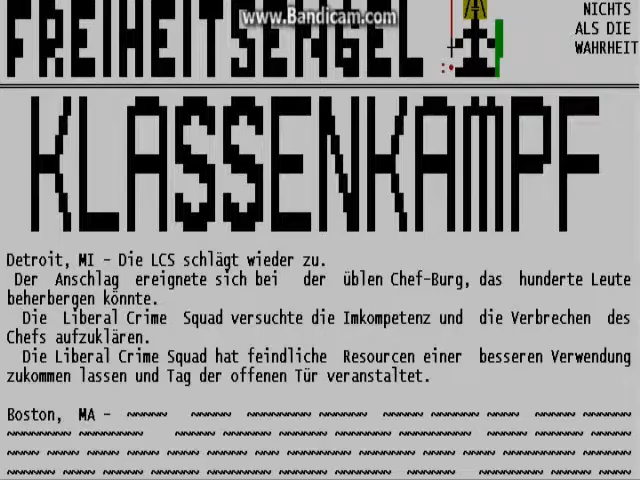 www.Bandicam.com
FREIHEITSENGEL
NICHTS
ALS DIE
WAHRHEIT
KLASSENKAMPF
Detroit, MI - Die LCS schlägt wieder zu.
Der Anschlag ereignete sich bei der üblen Chef-Burg, das hunderte Leute
beherbergen könnte.
Die Liberal Crime Squad versuchte die Imkompetenz und die Verbrechen des
Chefs aufzuklären.
Die Liberal Crime Squad hat feindliche Resourcen einer besseren Verwendung
zukommen lassen und Tag der offenen Tür veranstaltet.
Boston, MA -